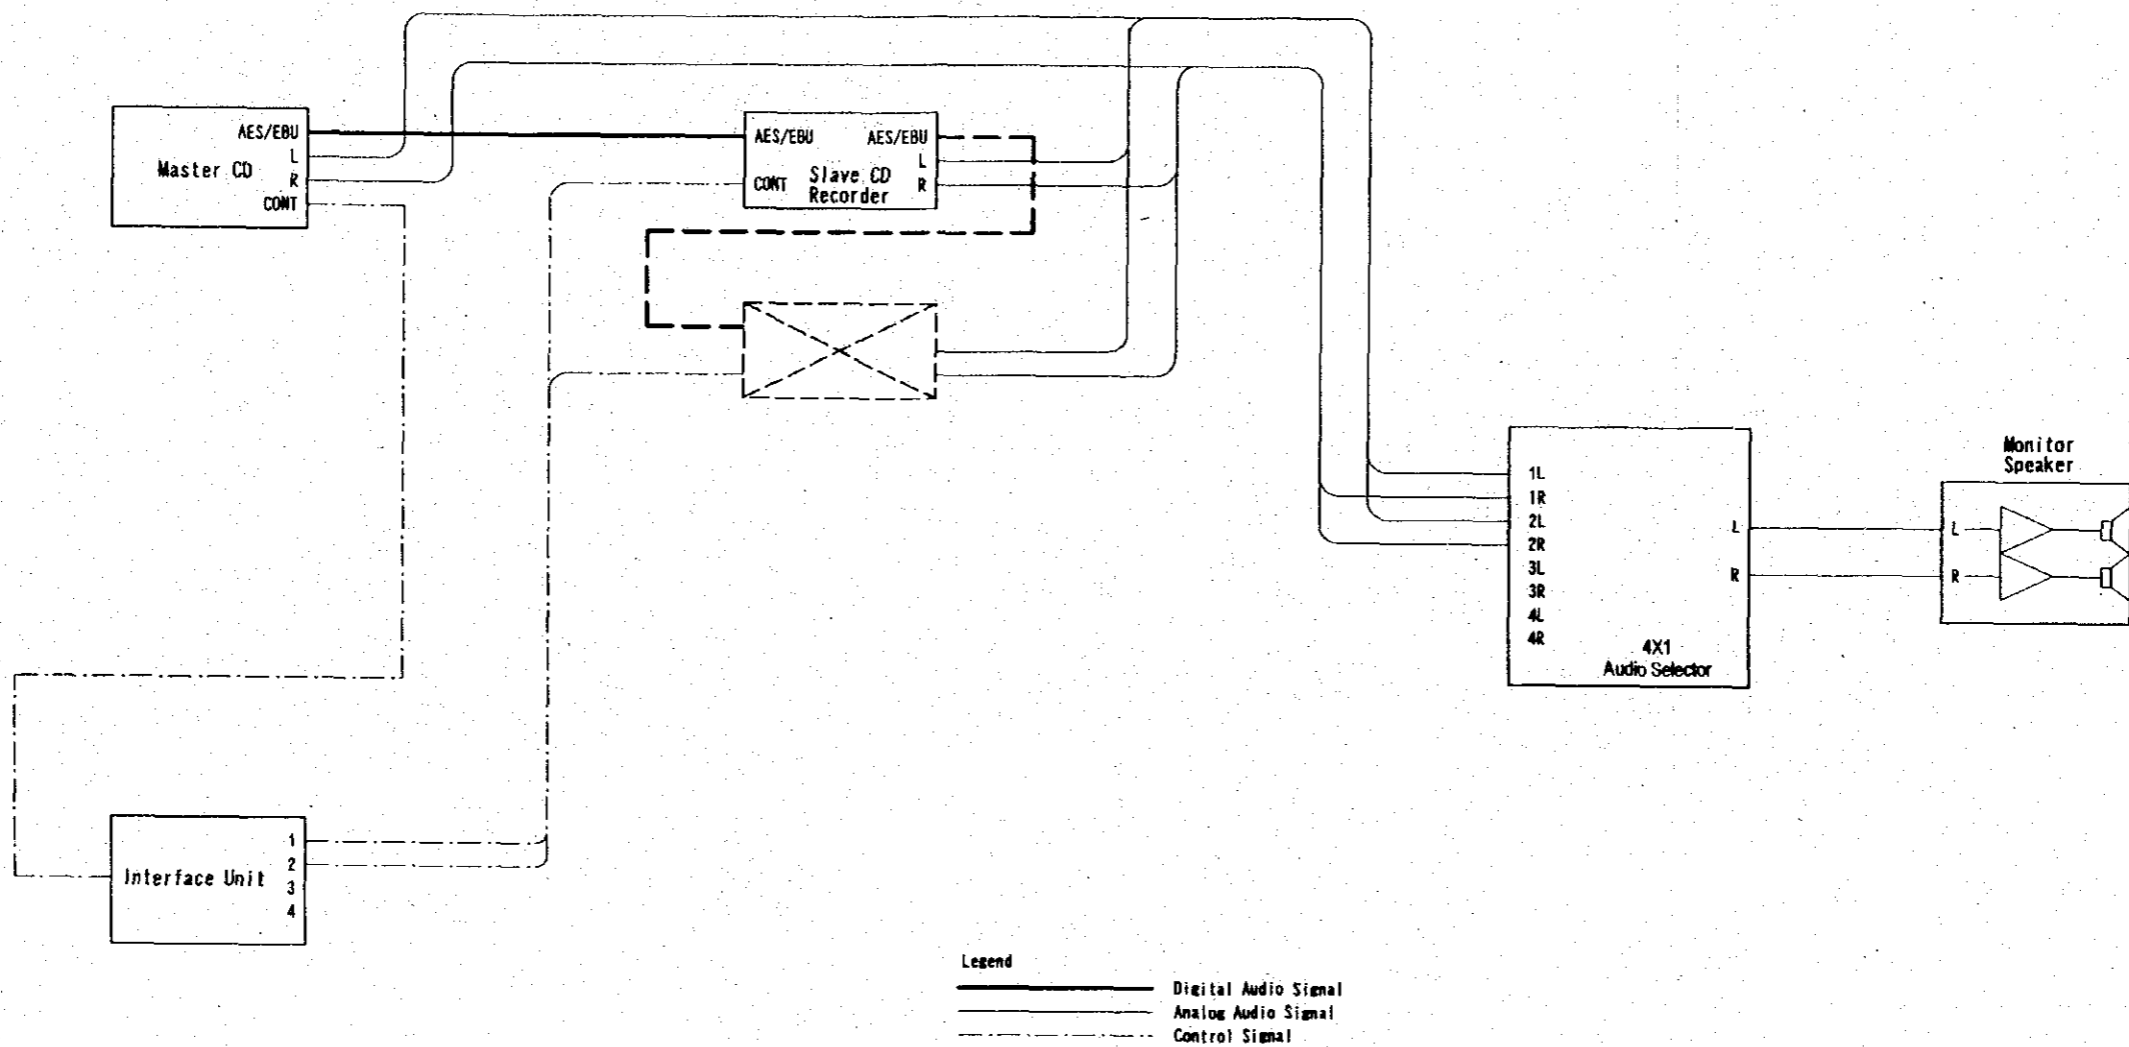 Master CD
AES/EBU
L
R
CONT
AES/EBU
AES/EBU
CONT
Slave CD
Recorder
L
R
1L
1R
2L
2R
3L
3R
4L
4R
L
R
4X1
Audio Selector
Monitor
Speaker
L
R
Interface Unit
1
2
3
4
Legend
Digital Audio Signal
Analog Audio Signal
Control Signal